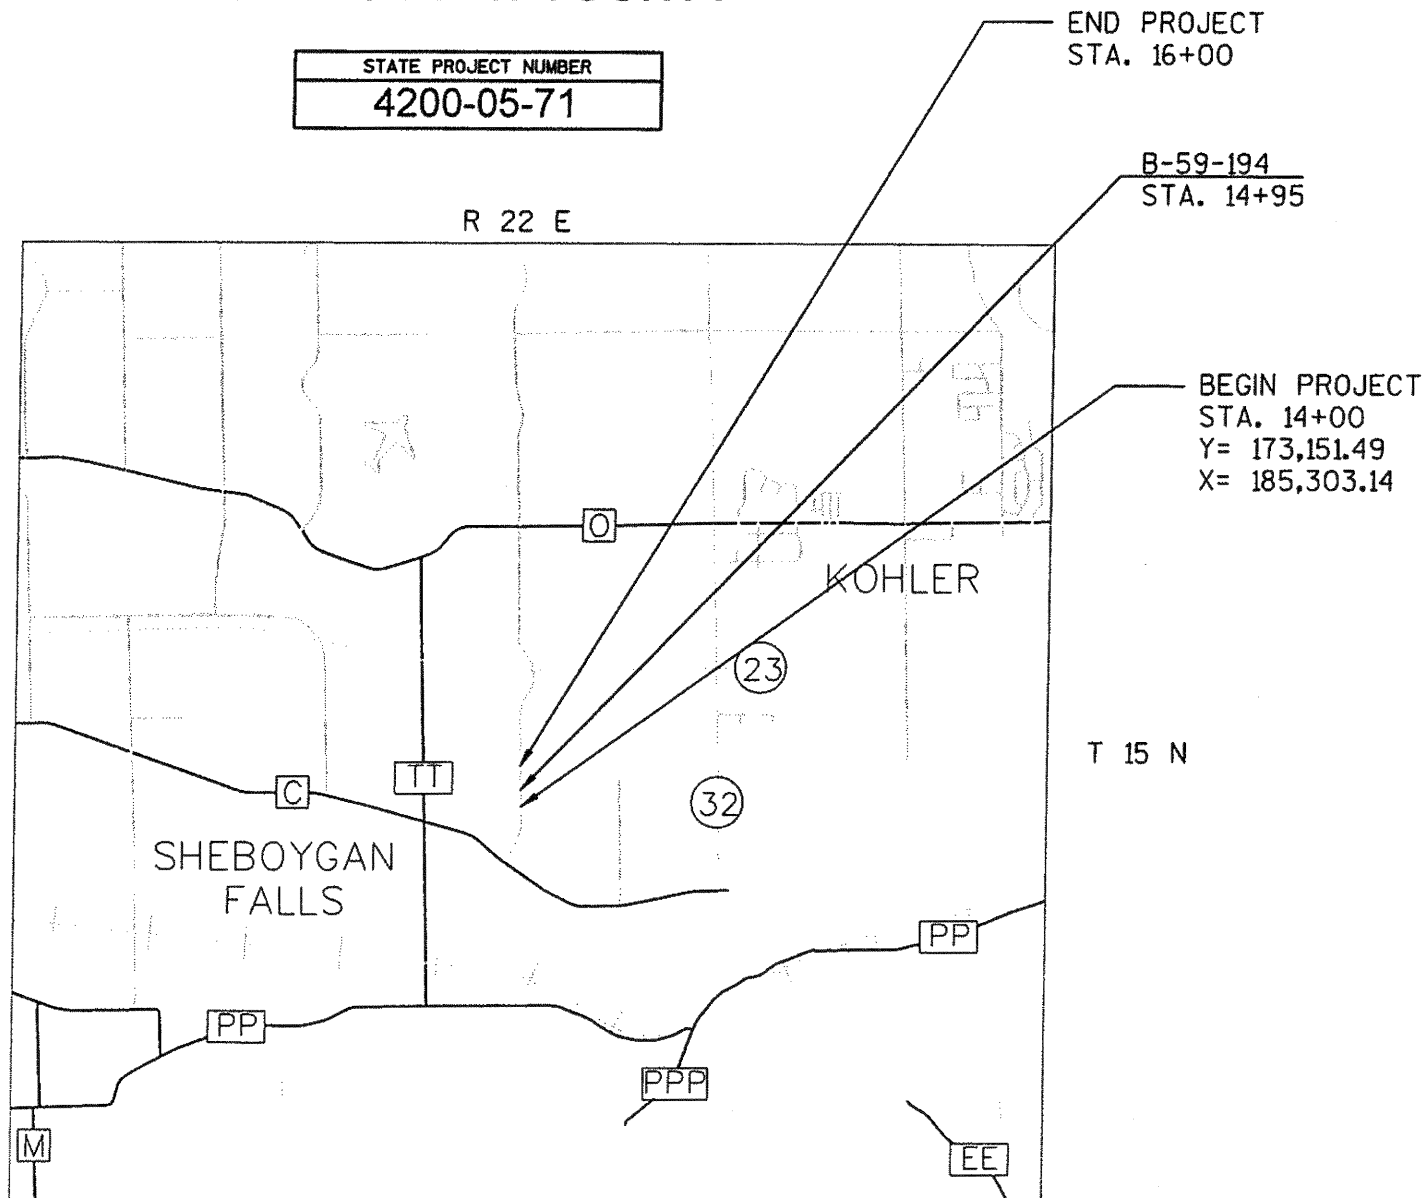 END PROJECT
STA. 16+00
STATE PROJECT NUMBER
4200-05-71
B-59-194
STA. 14+95
R 22 E
BEGIN PROJECT
STA. 14+00
Y= 173,151.49
X= 185,303.14
O
KOHLER
23
T 15 N
TT
C
32
SHEBOYGAN
FALLS
PP
PP
PPP
M
EE